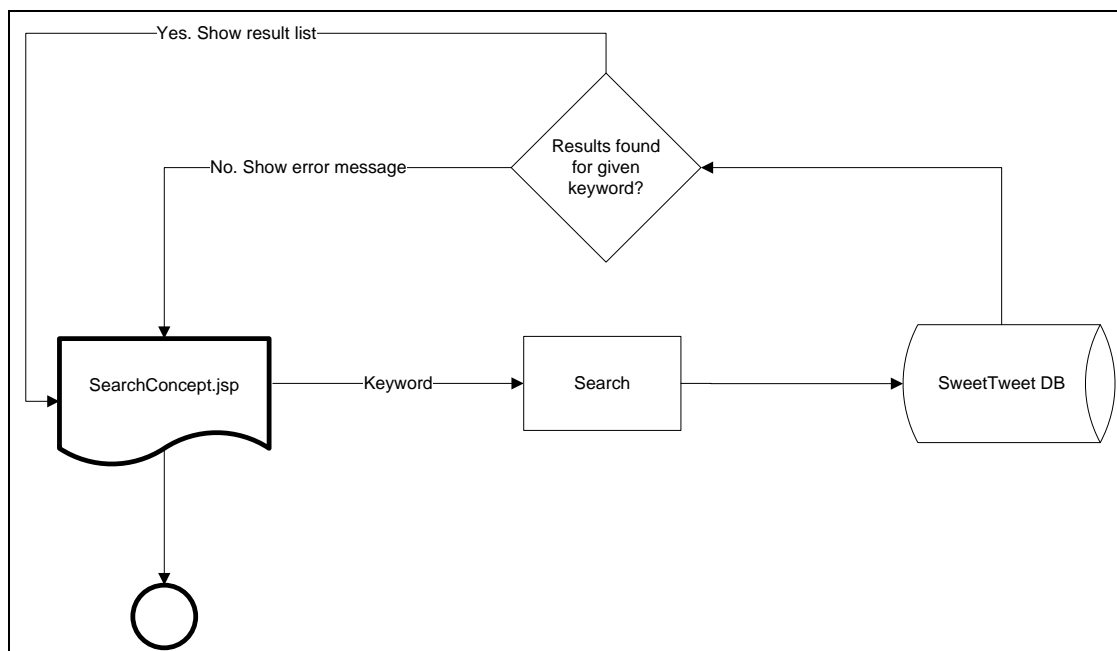 Yes. Show result list
Results found
for given
keyword?
No. Show error message
SearchConcept.jsp
Keyword
Search
SweetTweet DB